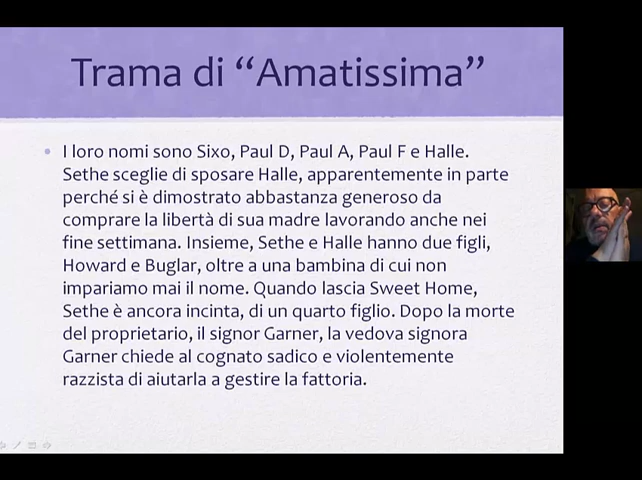 Trama di “Amatissima”
• I loro nomi sono Sixo, Paul D, Paul A, Paul F e Halle.
Sethe sceglie di sposare Halle, apparentemente in parte
perché si è dimostrato abbastanza generoso da
comprare la libertà di sua madre lavorando anche nei
fine settimana. Insieme, Sethe e Halle hanno due figli,
Howard e Buglar, oltre a una bambina di cui non
impariamo mai il nome. Quando lascia Sweet Home,
Sethe è ancora incinta, di un quarto figlio. Dopo la morte
del proprietario, il signor Garner, la vedova signora
Garner chiede al cognato sadico e violentemente
razzista di aiutarla a gestire la fattoria.